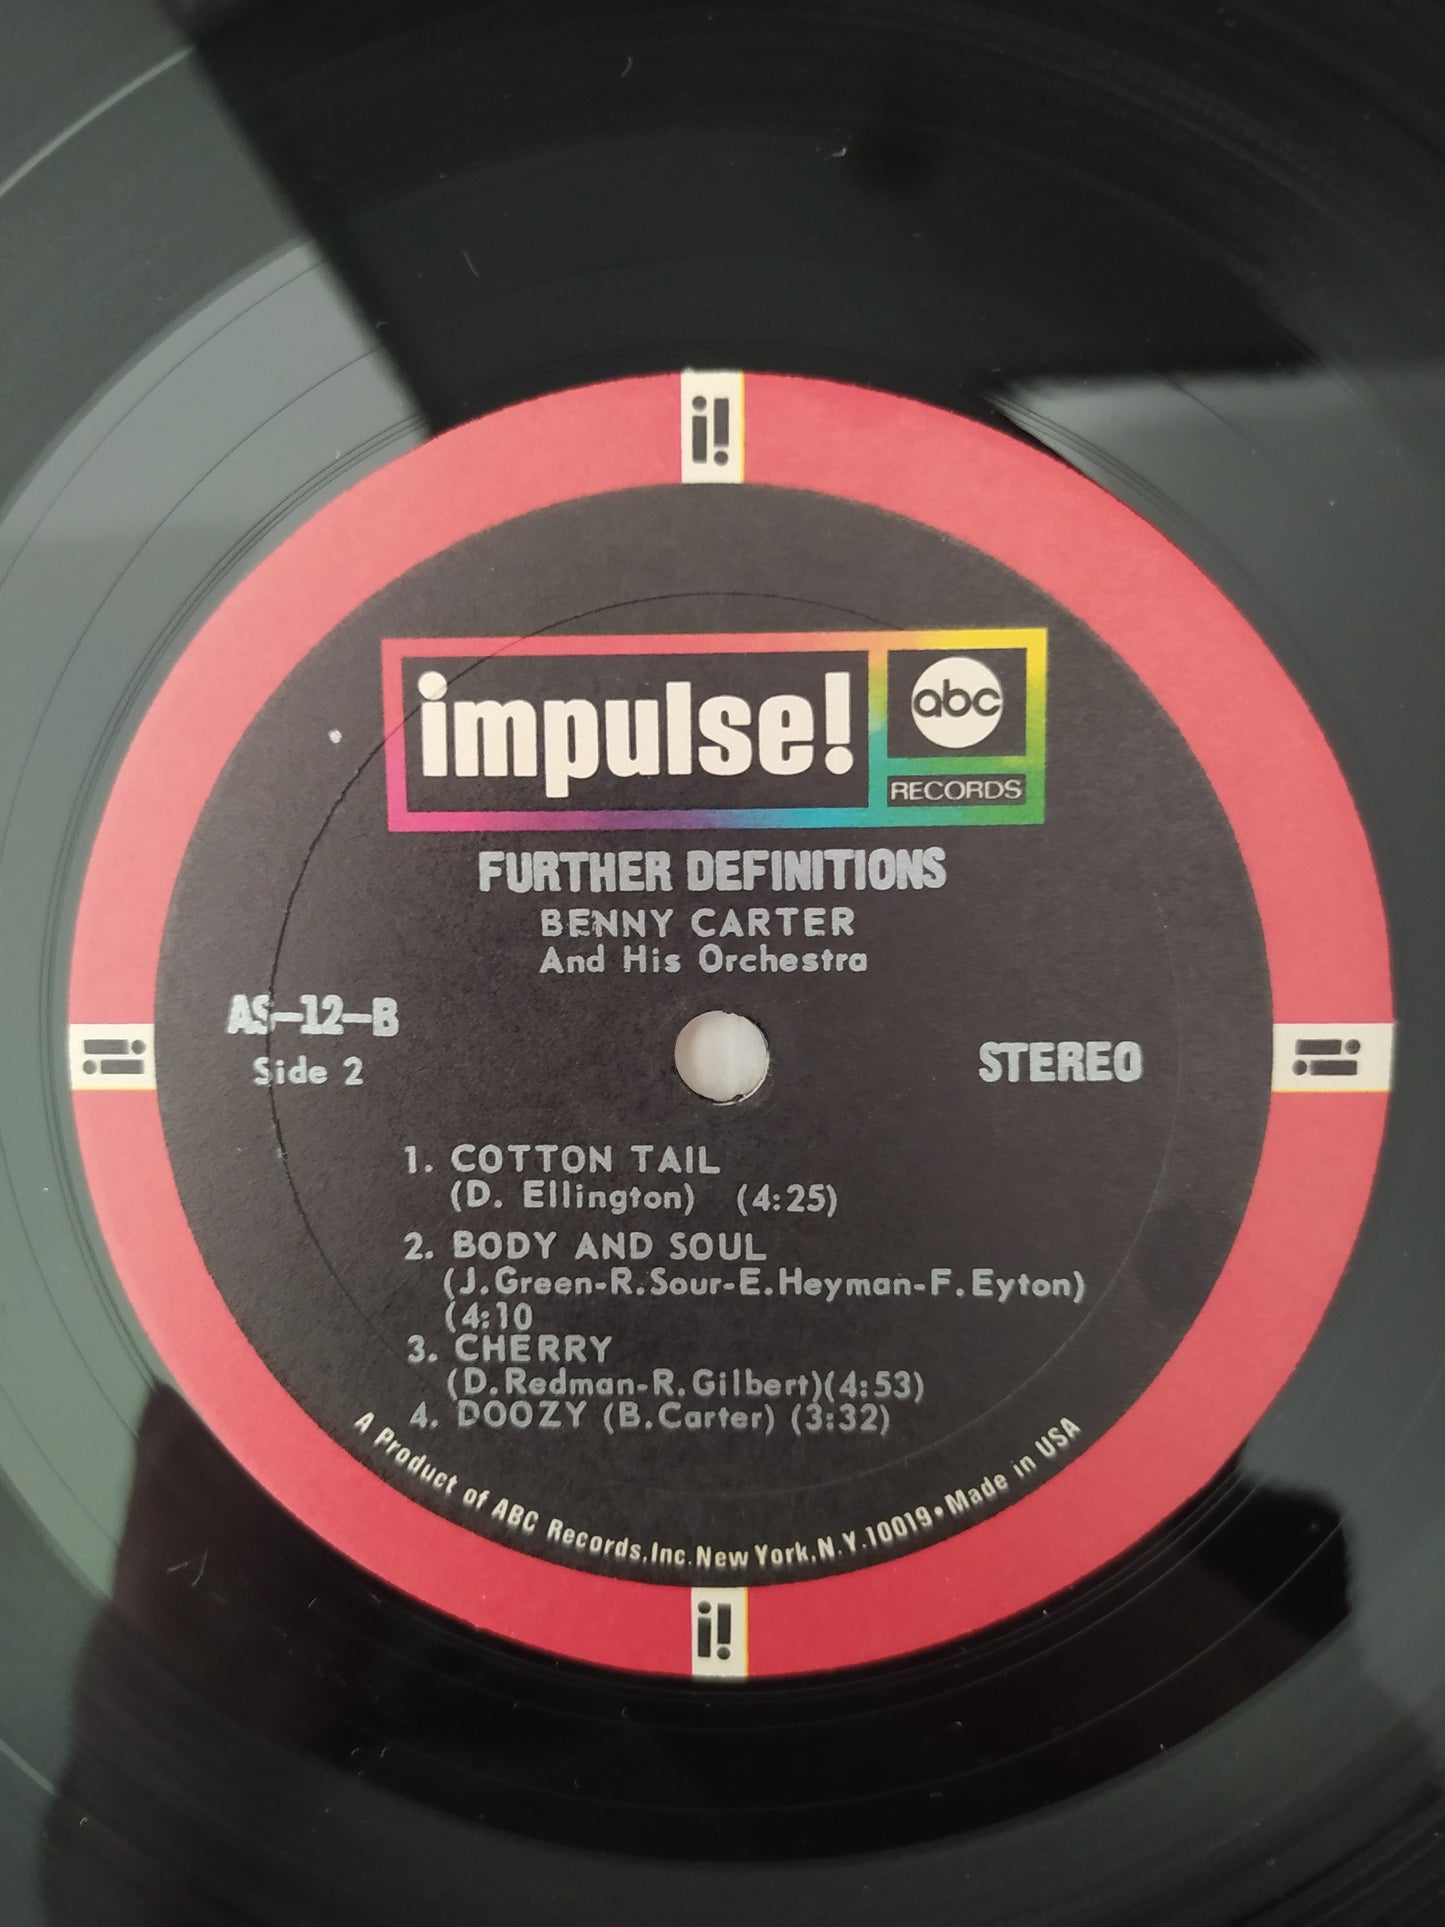 i!
impulse!
abc
RECORDS
FURTHER DEFINITIONS
BENNY CARTER
And His Orchestra
AS-12-B
Side 2
STEREO
i!
i!
1. COTTON TAIL
(D. Ellington) (4:25)
2. BODY AND SOUL
(J.Green-R.Sour-E.Heyman-F.Eyton)
(4:10
3. CHERRY
(D.Redman-R.Gilbert)(4:53)
4. DOOZY (B.Carter) (3:32)
A Product of ABC Records,Inc.New York,N.Y.10019•Made in USA
i!